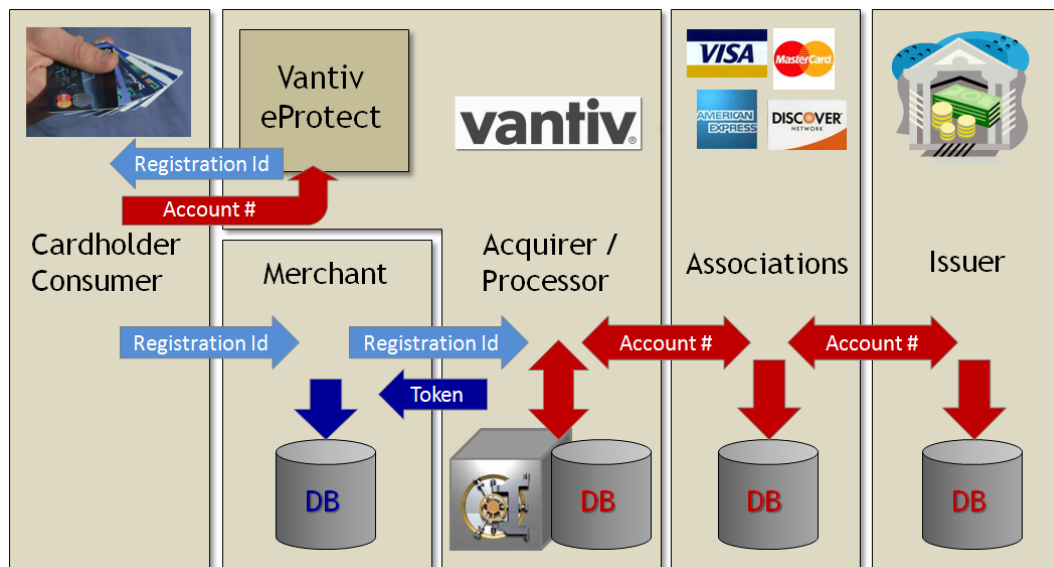 Vantiv
eProtect
vantiv
VISA
MasterCard
AMERICAN
EXPRESS
DISCOVER
NETWORK
Registration Id
Account #
Cardholder
Consumer
Merchant
Acquirer /
Processor
Associations
Issuer
Registration Id
Registration Id
Account #
Account #
Token
DB
DB
DB
DB